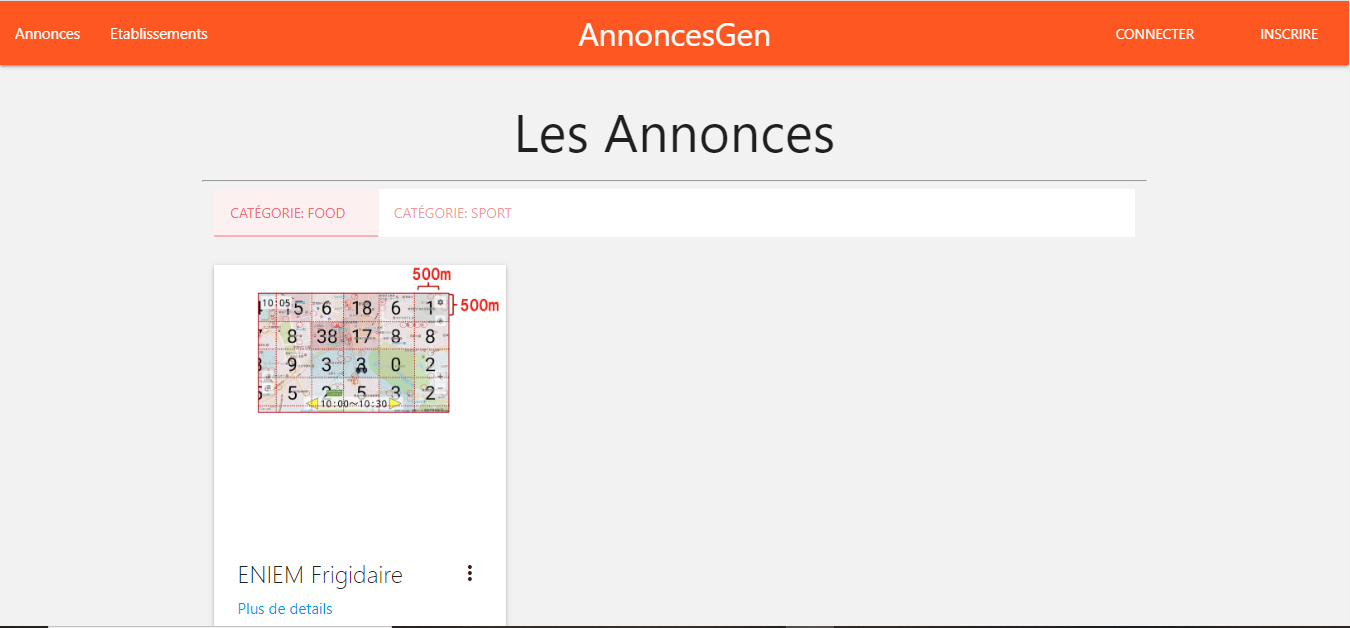 Annonces Etablissements AnnoncesGen CONNECTER INSCRIRE
Les Annonces
CATÉGORIE: FOOD CATÉGORIE: SPORT
500m
10:05 15 6 18 6 1 500m
8 38 17 8 8
9 3 3 0 2
5 2 5 3 2
10:00～10:30
ENIEM Frigidaire
Plus de details